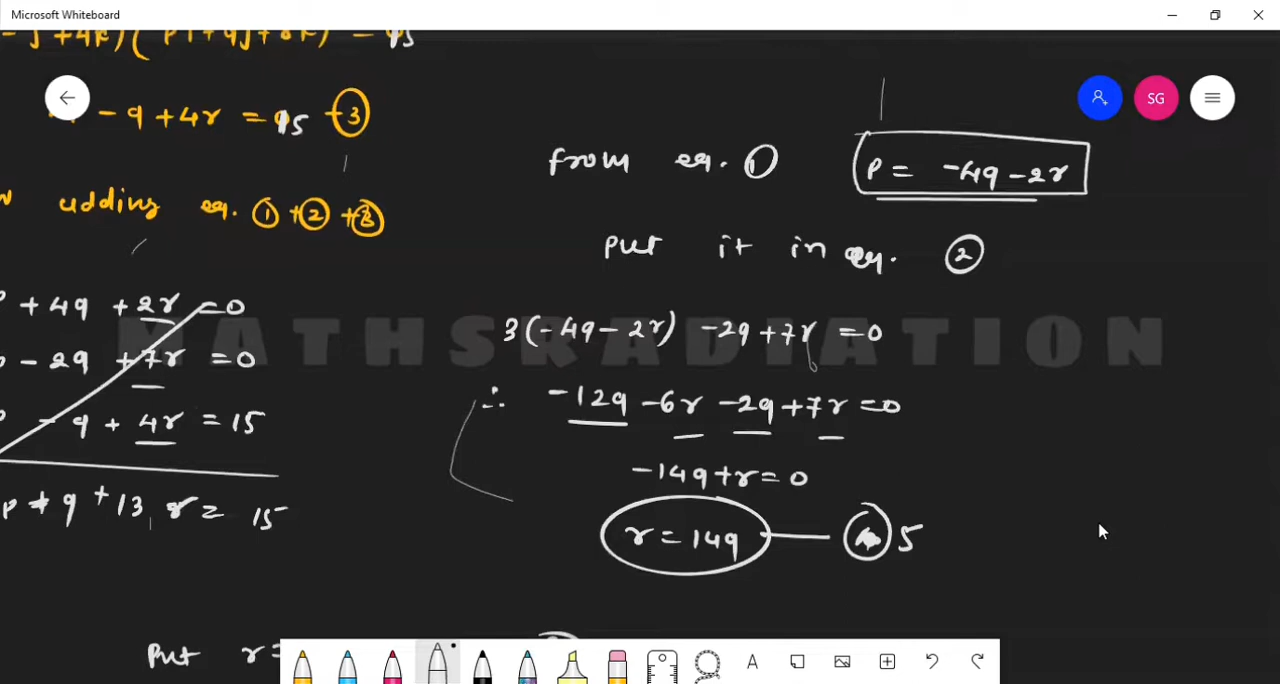 Microsoft Whiteboard
SG
- q + 4r = 15 - 3
adding eq. 1 + 2 + 3
+ 4q + 2r = 0
- 2q + 7r = 0
- q + 4r = 15
p + q + 13 r = 15
Put r =
from eq. 1 p = -4q - 2r
put it in eq. 2
3(-4q - 2r) - 2q + 7r = 0
∴ -12q - 6r - 2q + 7r = 0
-14q + r = 0
r = 14q — 5
MATHSRADIATION
A